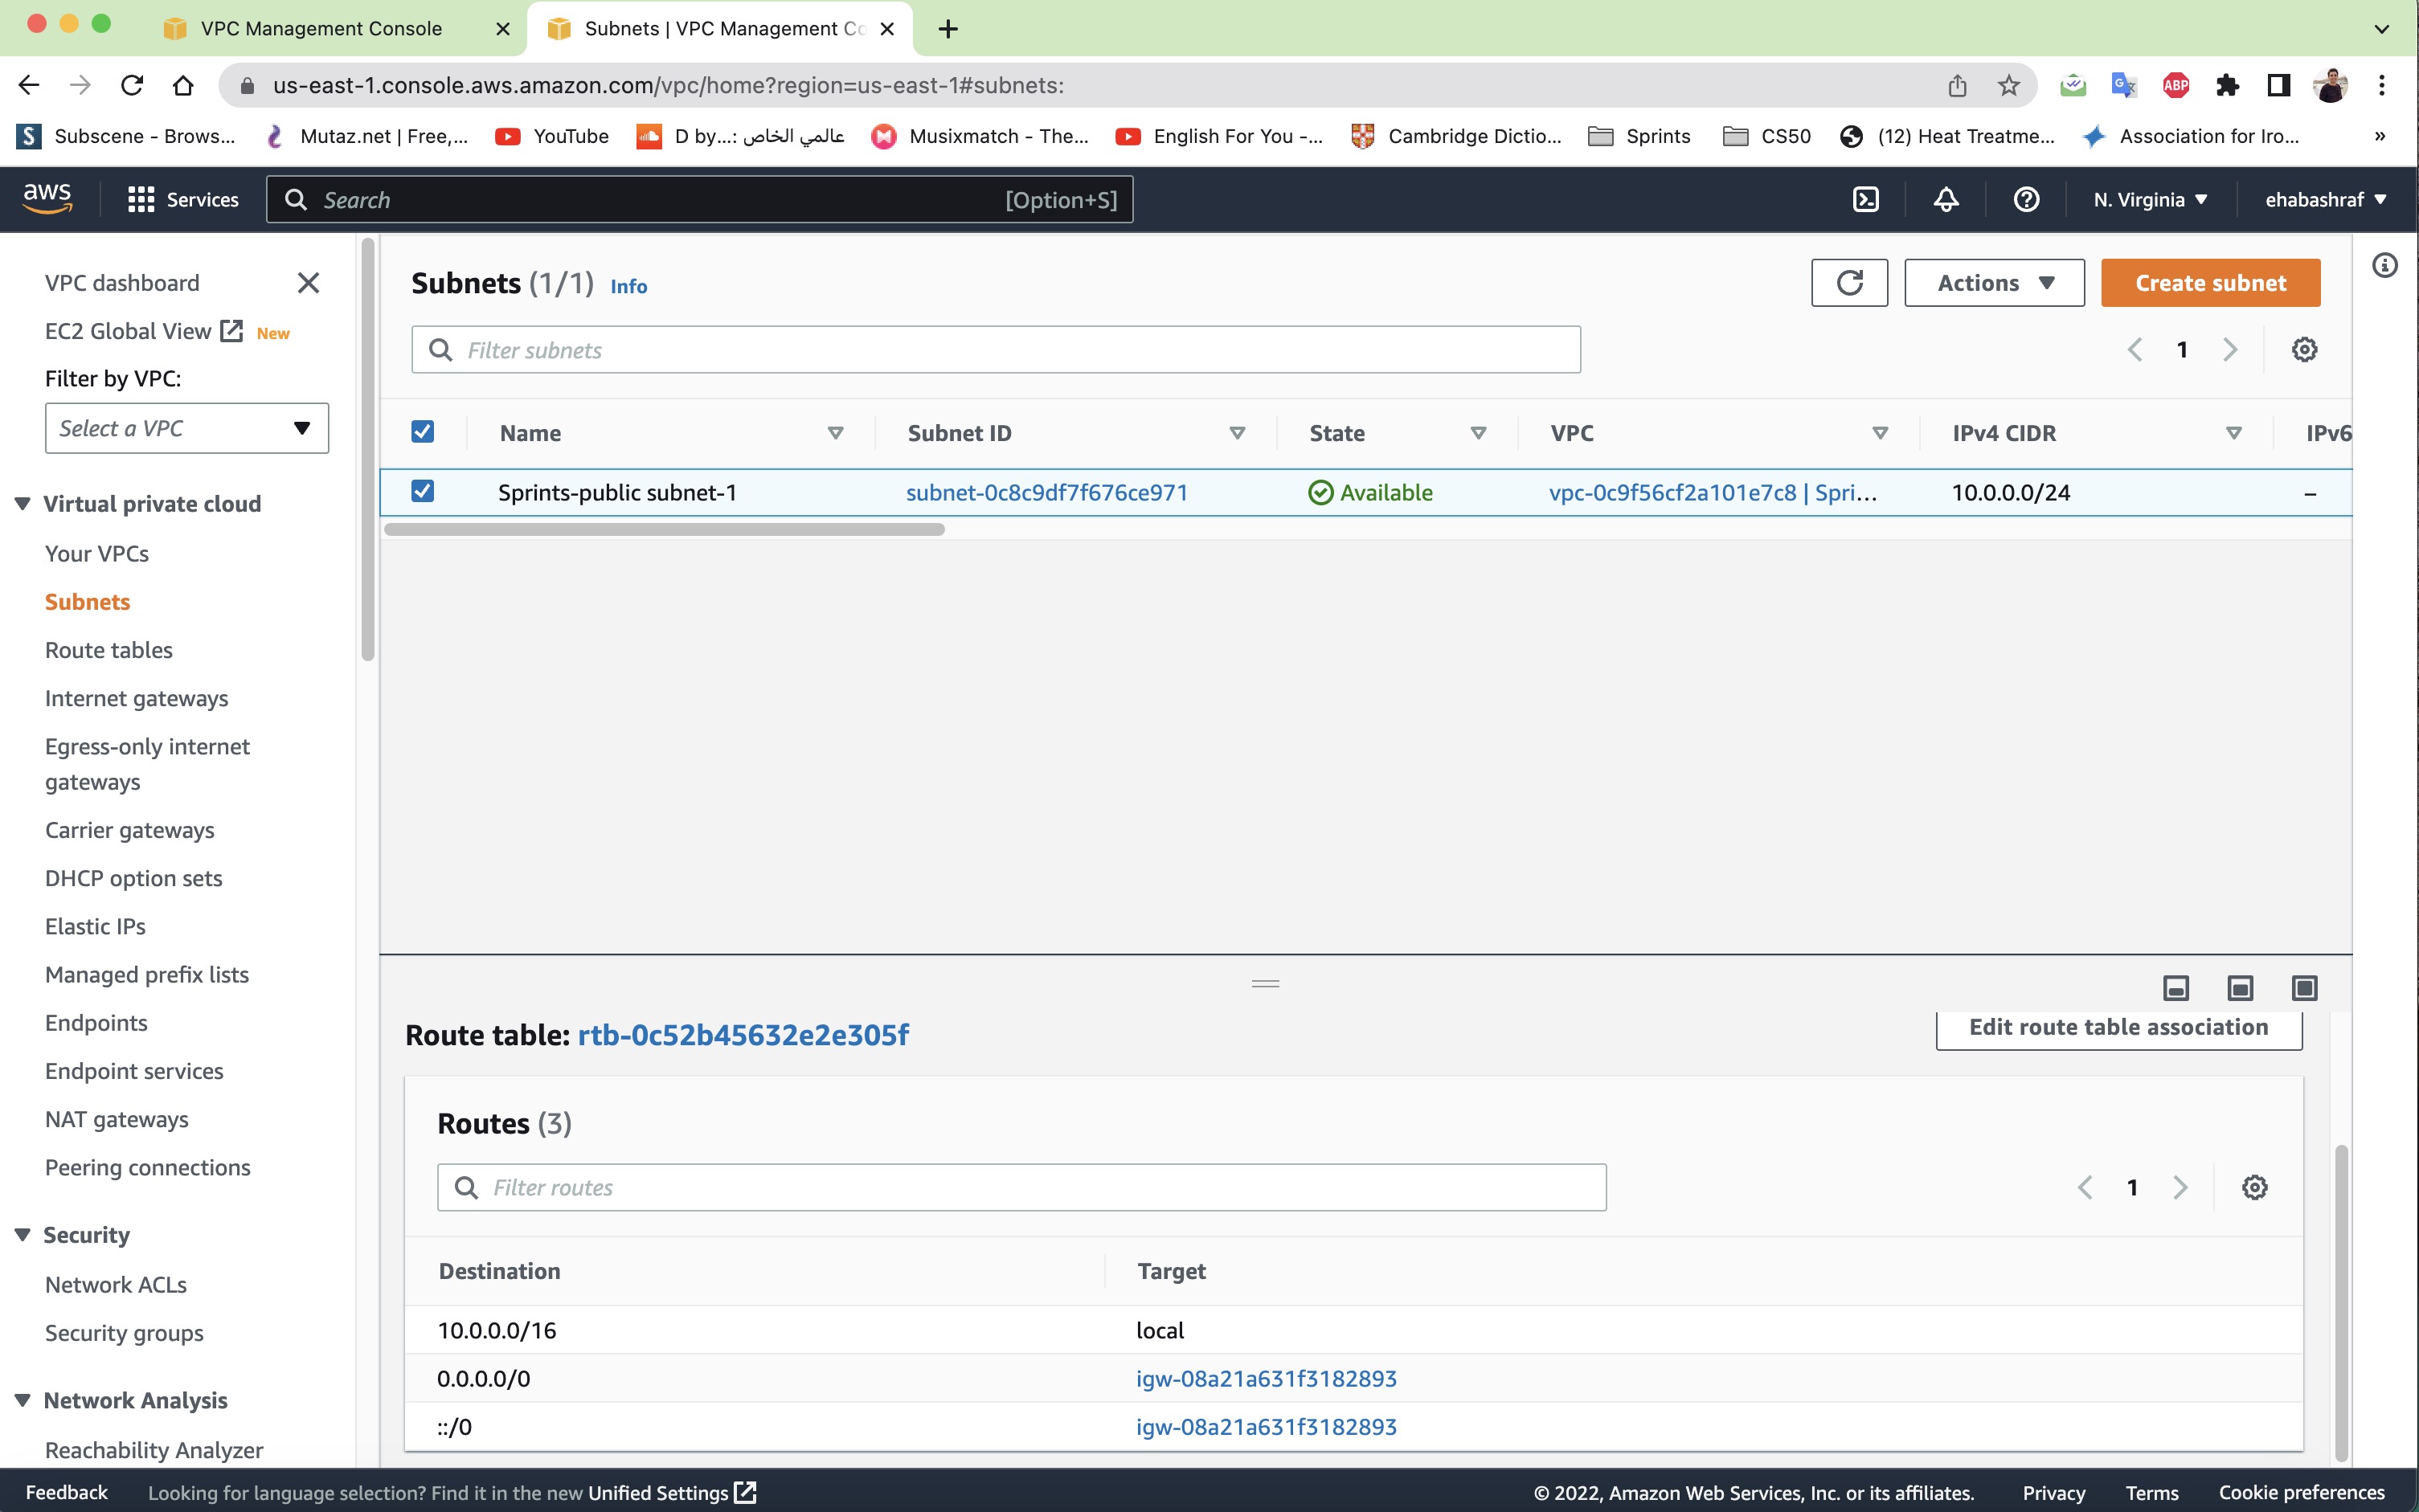 VPC Management Console
Subnets | VPC Management Co
us-east-1.console.aws.amazon.com/vpc/home?region=us-east-1#subnets:
Subscene - Brows...
Mutaz.net | Free,...
YouTube
D by...: عالمي الخاص
Musixmatch - The...
English For You -...
Cambridge Dictio...
Sprints
CS50
(12) Heat Treatme...
Association for Iro...
»
aws
Services
Search
[Option+S]
N. Virginia
ehabashraf
VPC dashboard
EC2 Global View New
Filter by VPC:
Select a VPC
Virtual private cloud
Your VPCs
Subnets
Route tables
Internet gateways
Egress-only internet
gateways
Carrier gateways
DHCP option sets
Elastic IPs
Managed prefix lists
Endpoints
Endpoint services
NAT gateways
Peering connections
Security
Network ACLs
Security groups
Network Analysis
Reachability Analyzer
Subnets (1/1) Info
Actions
Create subnet
Filter subnets
1
Name Subnet ID State VPC IPv4 CIDR IPv6
Sprints-public subnet-1 subnet-0c8c9df7f676ce971 Available vpc-0c9f56cf2a101e7c8 | Spri... 10.0.0.0/24 –
Route table: rtb-0c52b45632e2e305f
Edit route table association
Routes (3)
Filter routes
1
Destination Target
10.0.0.0/16 local
0.0.0.0/0 igw-08a21a631f3182893
::/0 igw-08a21a631f3182893
Feedback
Looking for language selection? Find it in the new Unified Settings
© 2022, Amazon Web Services, Inc. or its affiliates.
Privacy
Terms
Cookie preferences
ABP